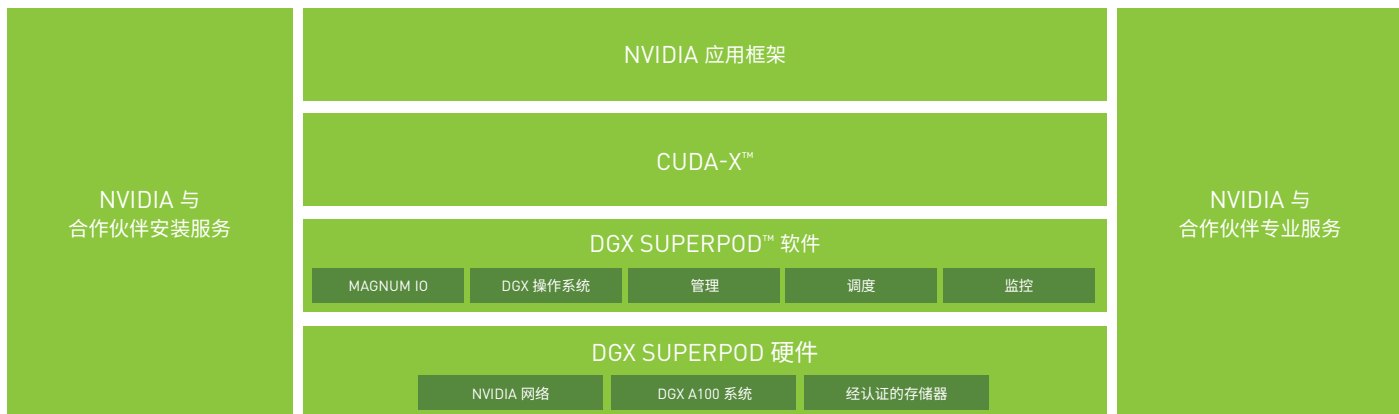 NVIDIA 与
合作伙伴安装服务
NVIDIA 应用框架
CUDA-X™
DGX SUPERPOD™ 软件
MAGNUM IO
DGX 操作系统
管理
调度
监控
DGX SUPERPOD 硬件
NVIDIA 网络
DGX A100 系统
经认证的存储器
NVIDIA 与
合作伙伴专业服务